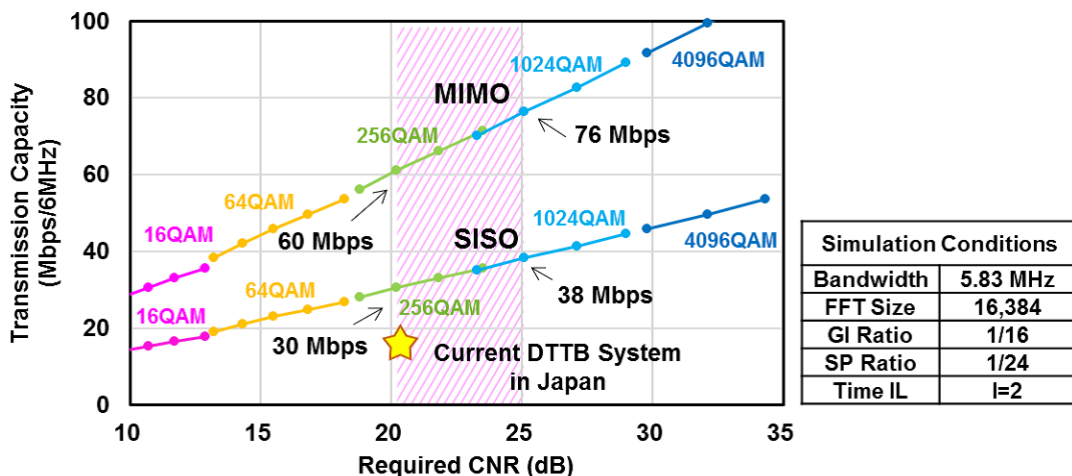 Transmission Capacity
(Mbps/6MHz)
100
80
60
40
20
0
10
15
20
25
30
35
Required CNR (dB)
16QAM
64QAM
256QAM
1024QAM
4096QAM
MIMO
60 Mbps
76 Mbps
16QAM
64QAM
256QAM
1024QAM
4096QAM
SISO
30 Mbps
38 Mbps
Current DTTB System
in Japan
Simulation Conditions
Bandwidth 5.83 MHz
FFT Size 16,384
GI Ratio 1/16
SP Ratio 1/24
Time IL I=2